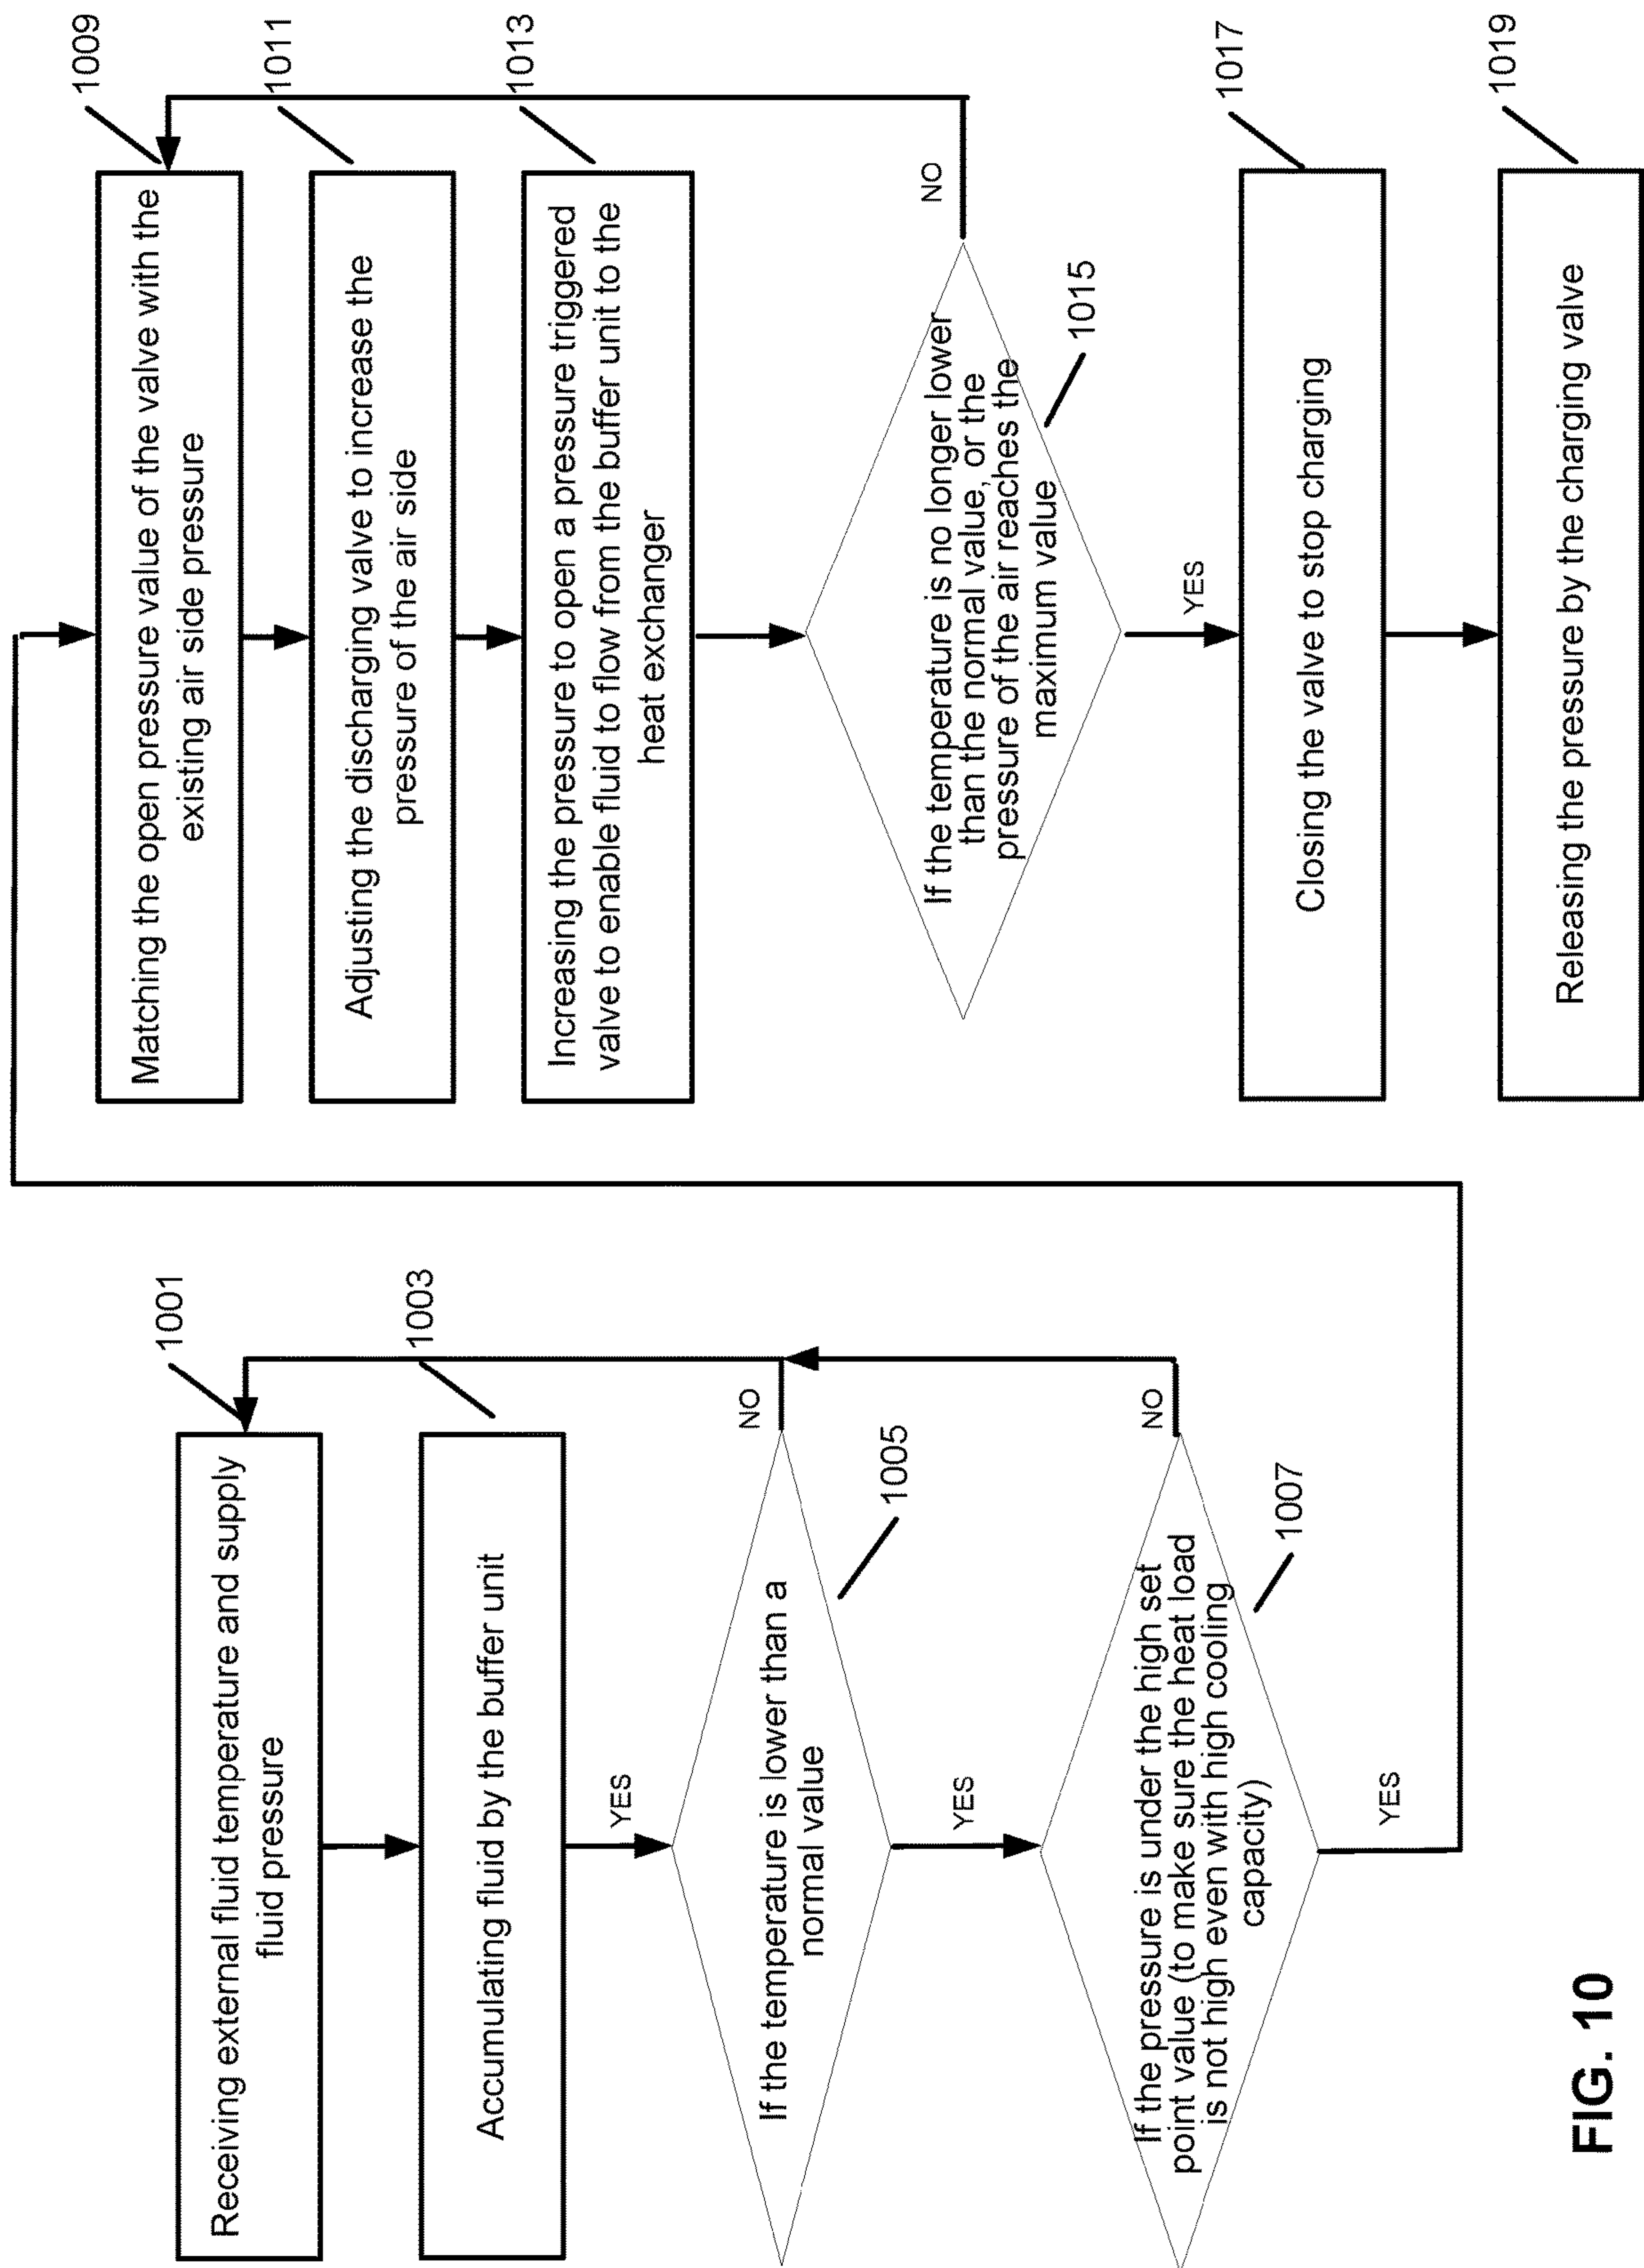 1001
Receiving external fluid temperature and supply
fluid pressure
1003
Accumulating fluid by the buffer unit
YES
If the temperature is lower than a
normal value
NO
1005
YES
If the pressure is under the high set
point value (to make sure the heat load
is not high even with high cooling
capacity)
NO
1007
YES
1009
Matching the open pressure value of the valve with the
existing air side pressure
1011
Adjusting the discharging valve to increase the
pressure of the air side
1013
Increasing the pressure to open a pressure triggered
valve to enable fluid to flow from the buffer unit to the
heat exchanger
If the temperature is no longer lower
than the normal value, or the
pressure of the air reaches the
maximum value
NO
1015
YES
1017
Closing the valve to stop charging
1019
Releasing the pressure by the charging valve
FIG. 10